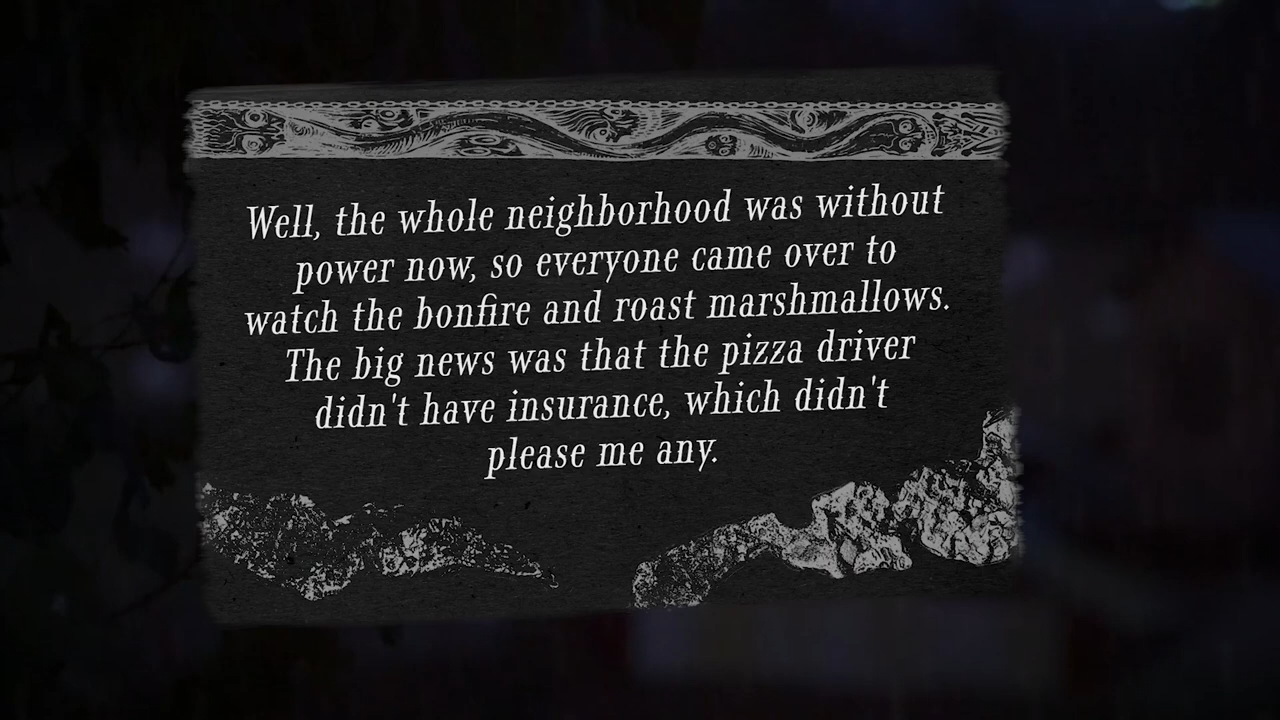 Well, the whole neighborhood was without
power now, so everyone came over to
watch the bonfire and roast marshmallows.
The big news was that the pizza driver
didn't have insurance, which didn't
please me any.